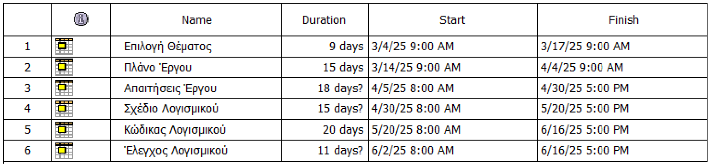 Name Duration Start Finish
1 Επιλογή Θέματος 9 days 3/4/25 9:00 AM 3/17/25 9:00 AM
2 Πλάνο Έργου 15 days 3/14/25 9:00 AM 4/4/25 9:00 AM
3 Απαιτήσεις Έργου 18 days? 4/5/25 8:00 AM 4/30/25 5:00 PM
4 Σχέδιο Λογισμικού 15 days? 4/30/25 8:00 AM 5/20/25 5:00 PM
5 Κώδικας Λογισμικού 20 days 5/20/25 8:00 AM 6/16/25 5:00 PM
6 Έλεγχος Λογισμικού 11 days? 6/2/25 8:00 AM 6/16/25 5:00 PM